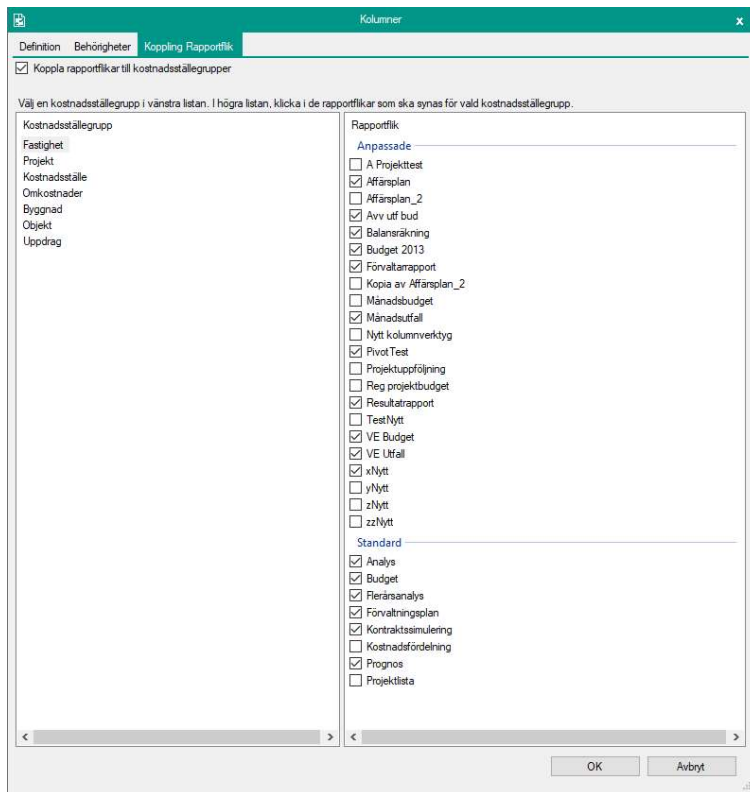 Kolumner
x
Definition Behörigheter Koppling Rapportflik
Koppla rapportflikar till kostnadsställegrupper
Välj en kostnadsställegrupp i vänstra listan. I högra listan, klicka i de rapportflikar som ska synas för vald kostnadsställegrupp.
Kostnadsställegrupp
Fastighet
Projekt
Kostnadsställe
Omkostnader
Byggnad
Objekt
Uppdrag
Rapportflik
Anpassade
A Projekttest
Affärsplan
Affärsplan_2
Avv utf bud
Balansräkning
Budget 2013
Förvaltarrapport
Kopia av Affärsplan_2
Månadsbudget
Månadsutfall
Nytt kolumnverktyg
PivotTest
Projektuppföljning
Reg projektbudget
Resultatrapport
TestNytt
VE Budget
VE Utfall
xNytt
yNytt
zNytt
zzNytt
Standard
Analys
Budget
Flerårsanalys
Förvaltningsplan
Kontraktssimulering
Kostnadsfördelning
Prognos
Projektlista
OK Avbryt